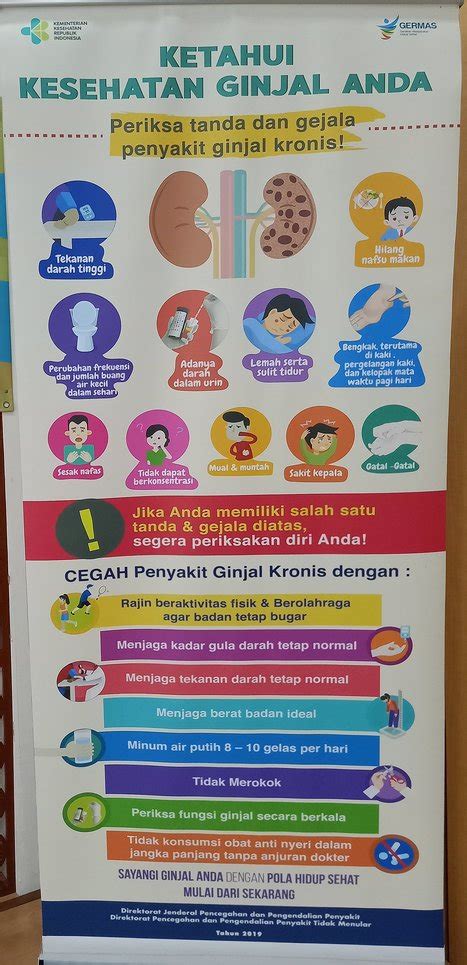 KEMENTERIAN
KESEHATAN
REPUBLIK
INDONESIA
GERMAS
KETAHUI
KESEHATAN GINJAL ANDA
Periksa tanda dan gejala
penyakit ginjal kronis!
Tekanan
darah tinggi
Hilang
nafsu makan
Perubahan frekuensi
dan jumlah buang
air kecil
dalam sehari
Adanya
darah
dalam urin
Lemah serta
sulit tidur
Bengkak, terutama
di kaki,
pergelangan kaki,
dan kelopak mata
waktu pagi hari
Sesak nafas
Tidak dapat
berkonsentrasi
Mual & muntah
Sakit kepala
Gatal -Gatal
Jika Anda memiliki salah satu
tanda & gejala diatas,
segera periksakan diri Anda!
CEGAH Penyakit Ginjal Kronis dengan :
Rajin beraktivitas fisik & Berolahraga
agar badan tetap bugar
Menjaga kadar gula darah tetap normal
Menjaga tekanan darah tetap normal
Menjaga berat badan ideal
Minum air putih 8 – 10 gelas per hari
Tidak Merokok
Periksa fungsi ginjal secara berkala
Tidak konsumsi obat anti nyeri dalam
jangka panjang tanpa anjuran dokter
SAYANGI GINJAL ANDA DENGAN POLA HIDUP SEHAT
MULAI DARI SEKARANG
Direktorat Jenderal Pencegahan dan Pengendalian Penyakit
Direktorat Pencegahan dan Pengendalian Penyakit Tidak Menular
Tahun 2019